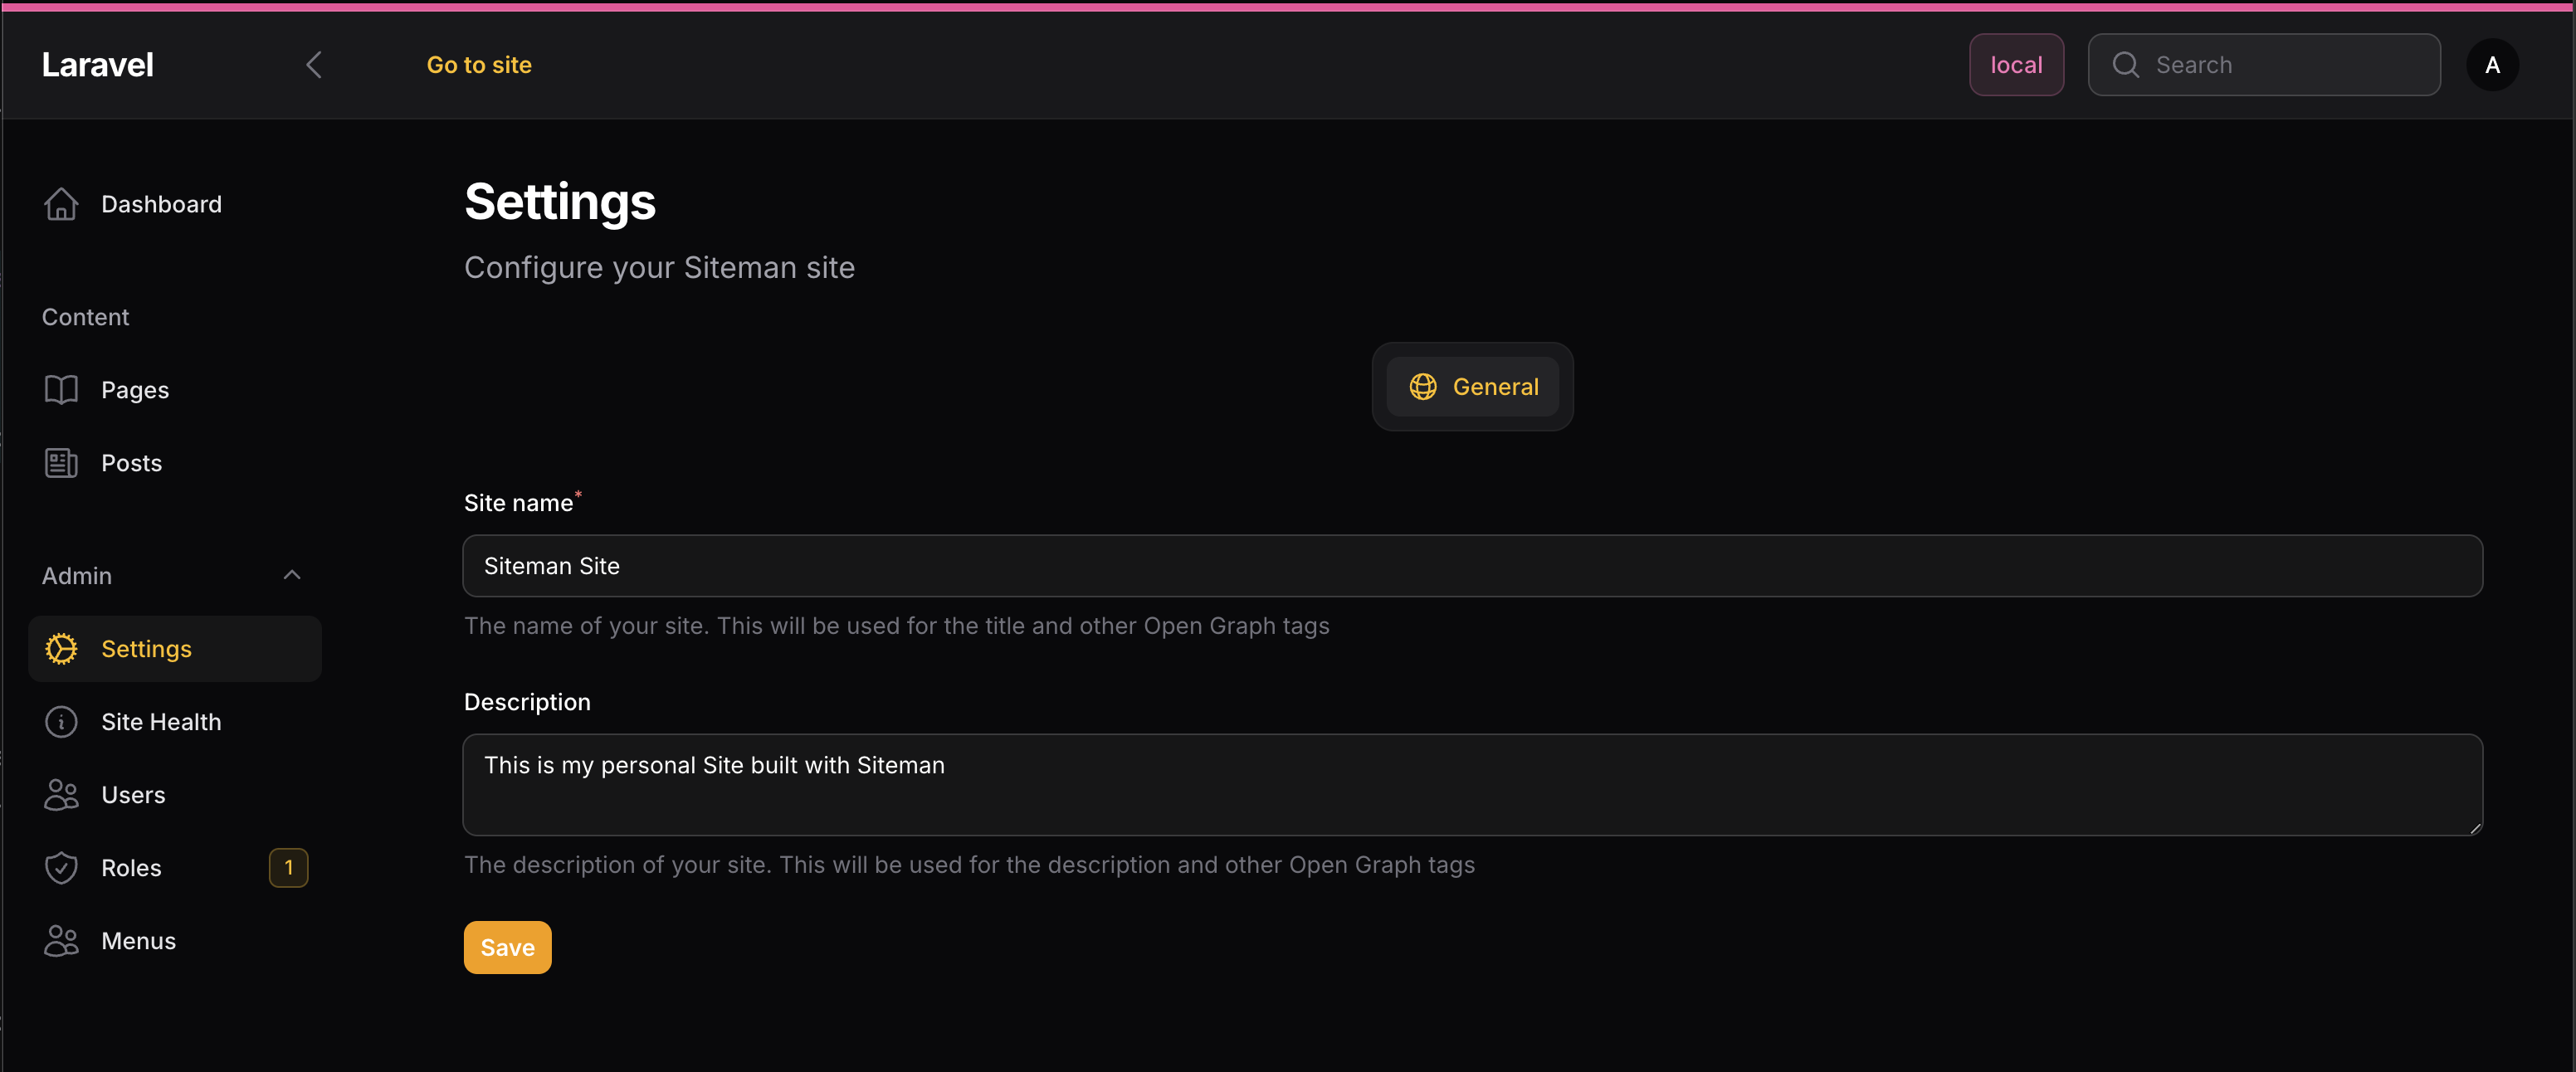 Laravel
Go to site
local
Search
A
Dashboard
Content
Pages
Posts
Admin
Settings
Site Health
Users
Roles
1
Menus
Settings
Configure your Siteman site
General
Site name*
Siteman Site
The name of your site. This will be used for the title and other Open Graph tags
Description
This is my personal Site built with Siteman
The description of your site. This will be used for the description and other Open Graph tags
Save